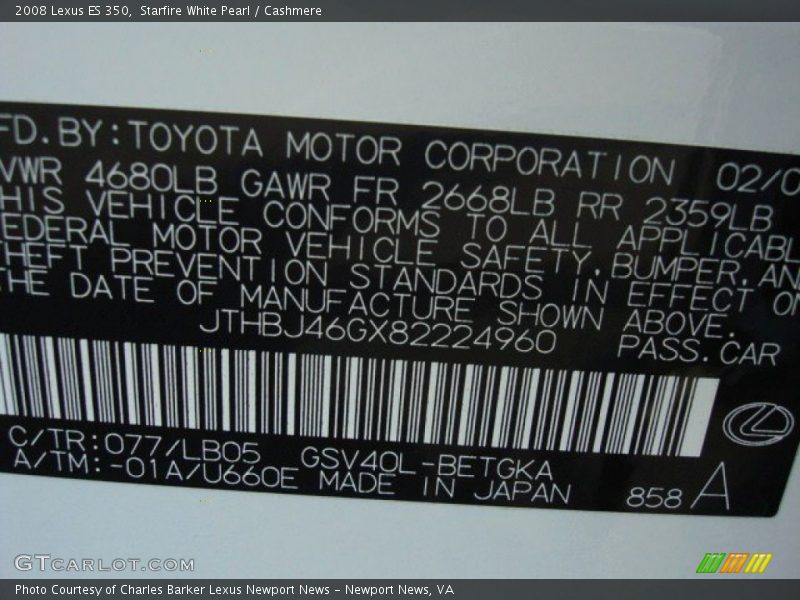 2008 Lexus ES 350,  Starfire White Pearl / Cashmere
FD. BY: TOYOTA MOTOR CORPORATION 02/0
VWR 4680LB GAWR FR 2668LB RR 2359LB
HIS VEHICLE CONFORMS TO ALL APPLICABL
EDERAL MOTOR VEHICLE SAFETY, BUMPER, AN
HEFT PREVENTION STANDARDS IN EFFECT ON
HE DATE OF MANUFACTURE SHOWN ABOVE.
JTHBJ46GX82224960 PASS. CAR
C/TR: 077/LB05 GSV40L-BETGKA
A/TM: -01A/U660E MADE IN JAPAN 858 A
GTCARLOT.COM
Photo Courtesy of Charles Barker Lexus Newport News – Newport News, VA